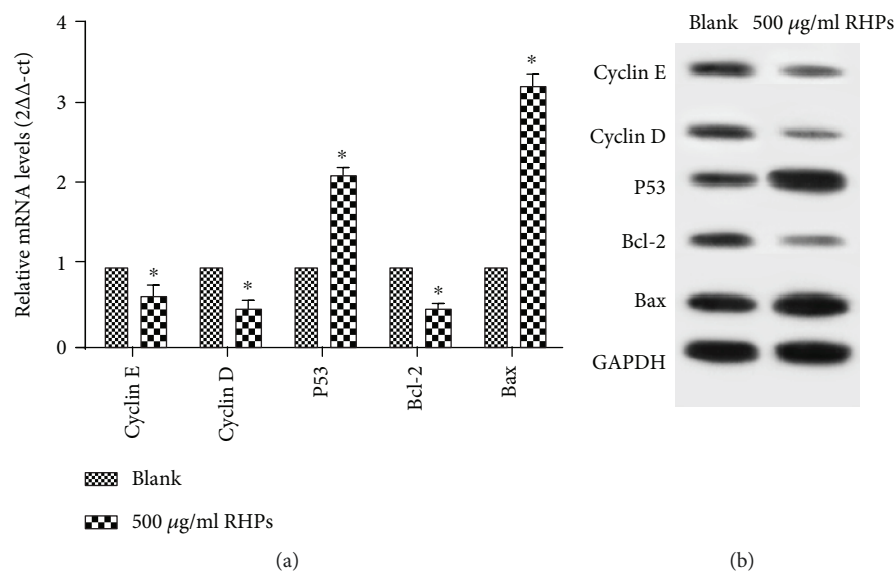 Relative mRNA levels (2ΔΔ-ct)
4
3
2
1
0
*
*
*
*
*
Cyclin E
Cyclin D
P53
Bcl-2
Bax
Blank
500 μg/ml RHPs
(a)
Blank 500 μg/ml RHPs
Cyclin E
Cyclin D
P53
Bcl-2
Bax
GAPDH
(b)